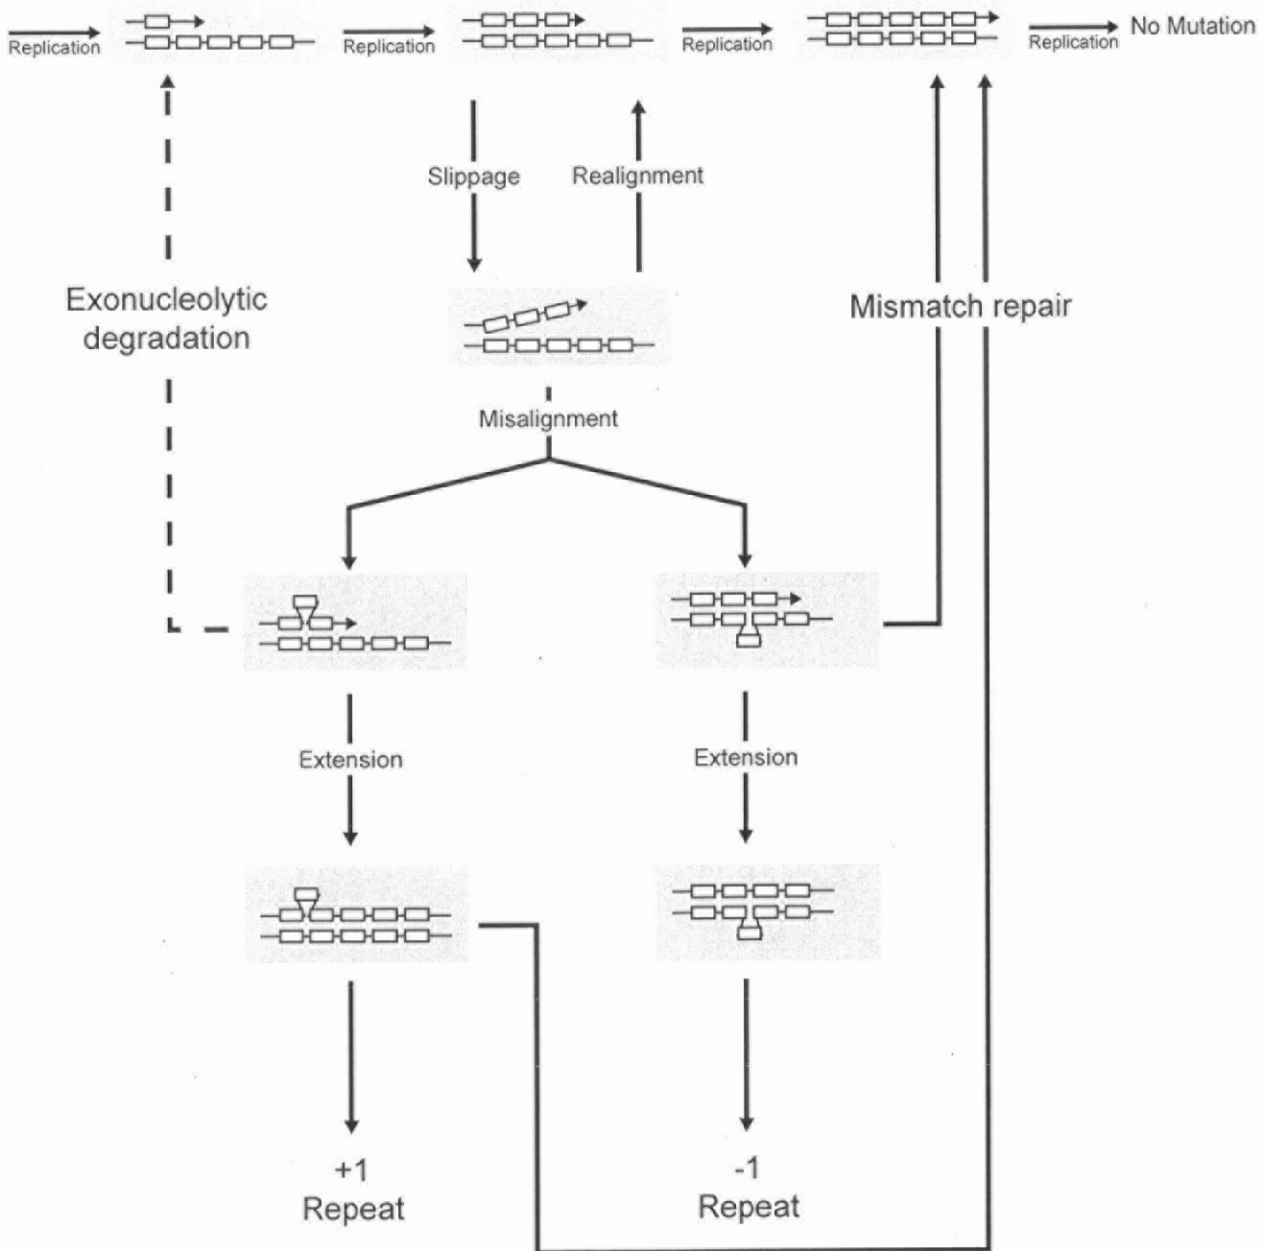 Replication
Replication
Replication
Replication
No Mutation
Slippage
Realignment
Exonucleolytic
degradation
Mismatch repair
Misalignment
Extension
Extension
+1
Repeat
-1
Repeat